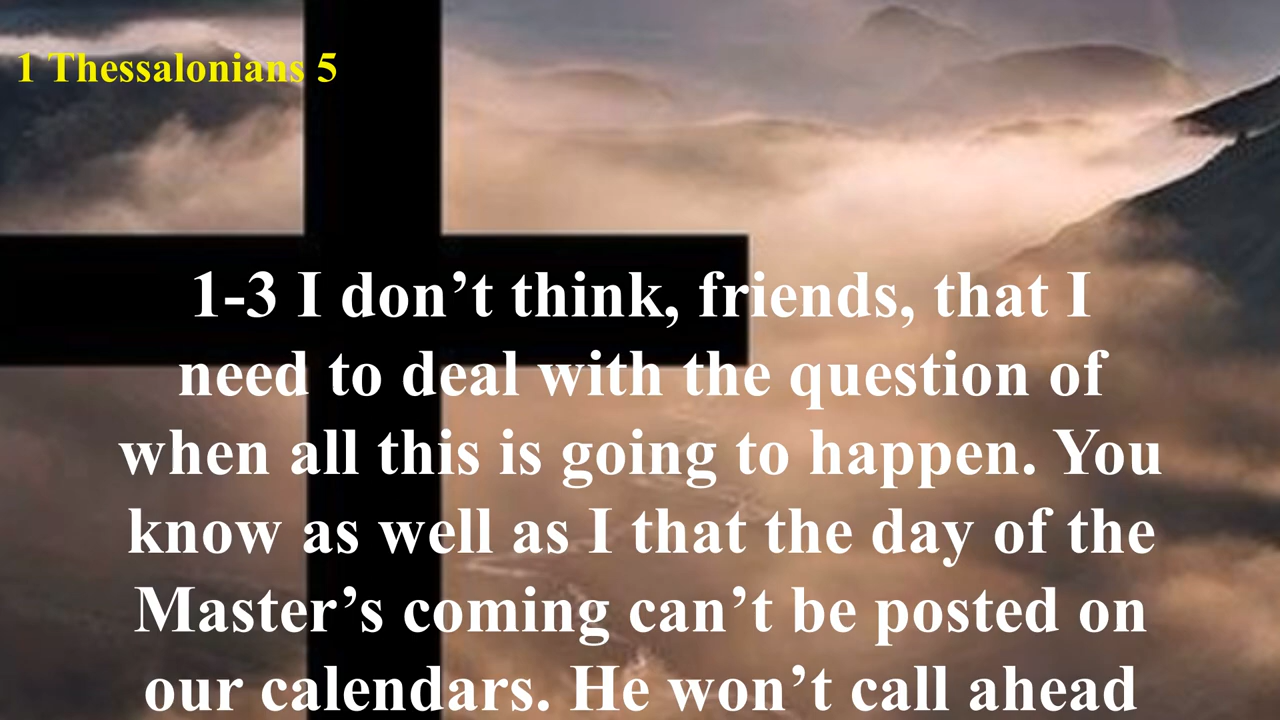 1 Thessalonians 5
1-3 I don’t think, friends, that I
need to deal with the question of
when all this is going to happen. You
know as well as I that the day of the
Master’s coming can’t be posted on
our calendars. He won’t call ahead